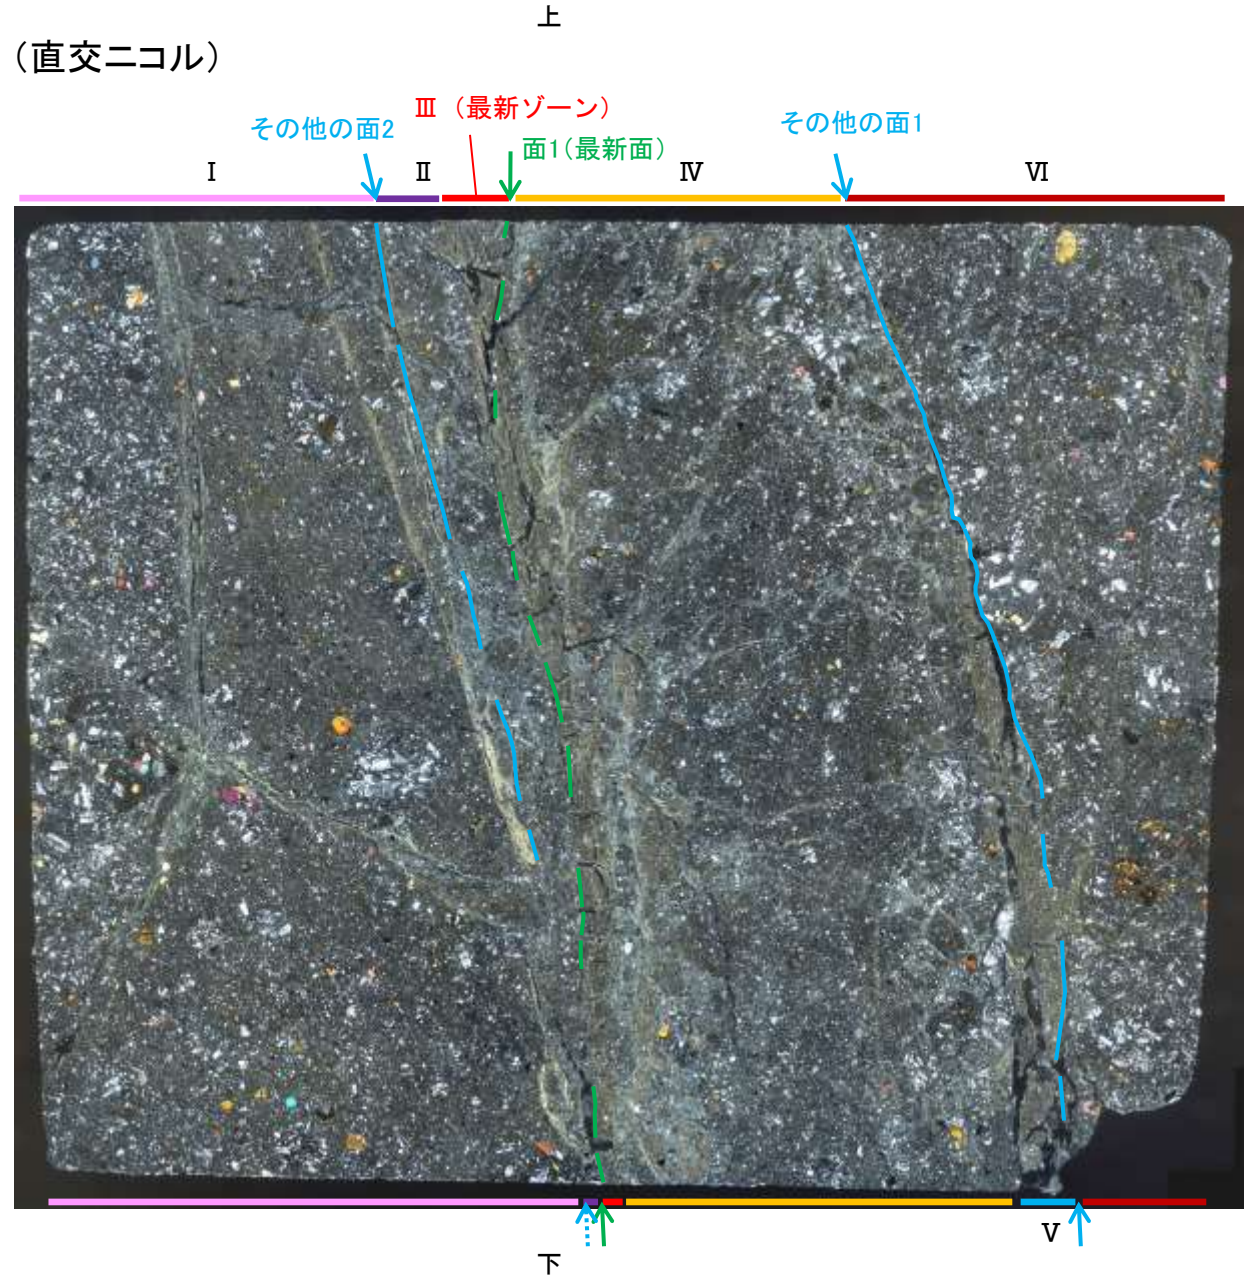 上
（直交ニコル）
Ⅲ （最新ゾーン）
その他の面2
その他の面1
面1（最新面）
Ⅰ Ⅱ Ⅳ Ⅵ
Ⅴ
下